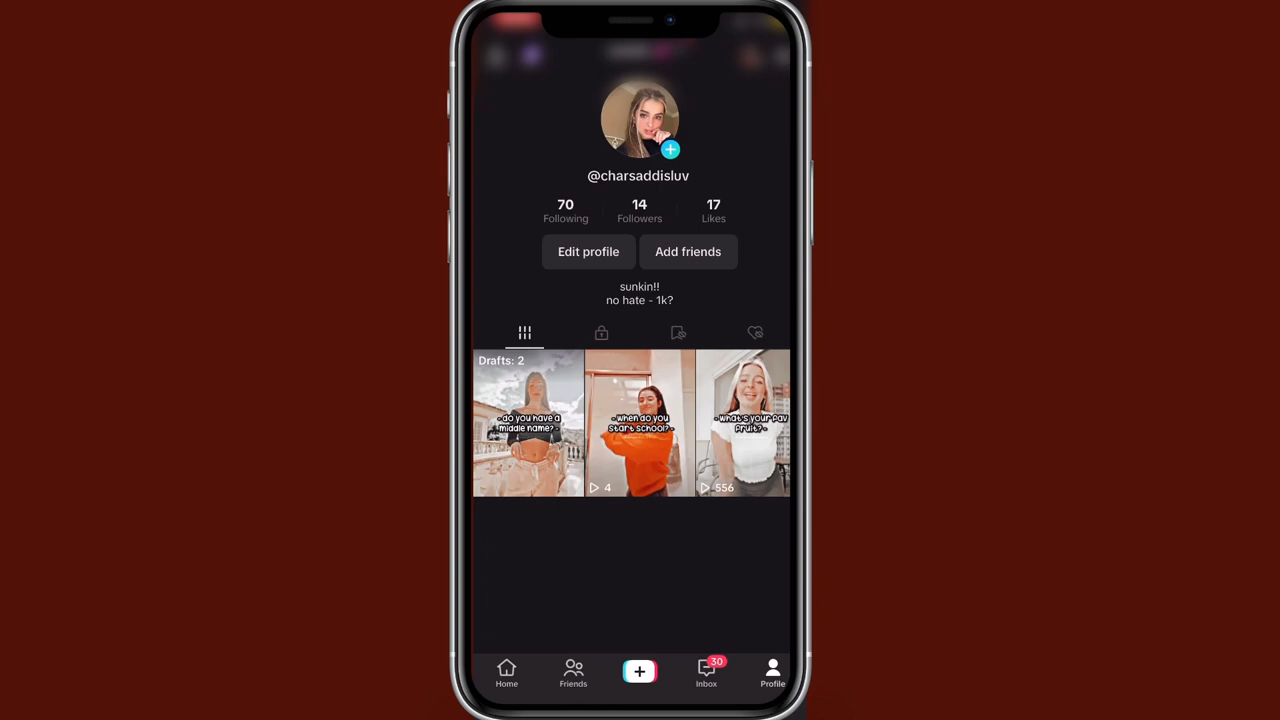 @charsaddisluv
70 14 17
Following Followers Likes
Edit profile Add friends
sunkin!!
no hate - 1k?
Drafts: 2
- do you have a
middle name? -
- when do you
start school? -
- what's your fav
fruit? -
4
556
30
Home Friends Inbox Profile